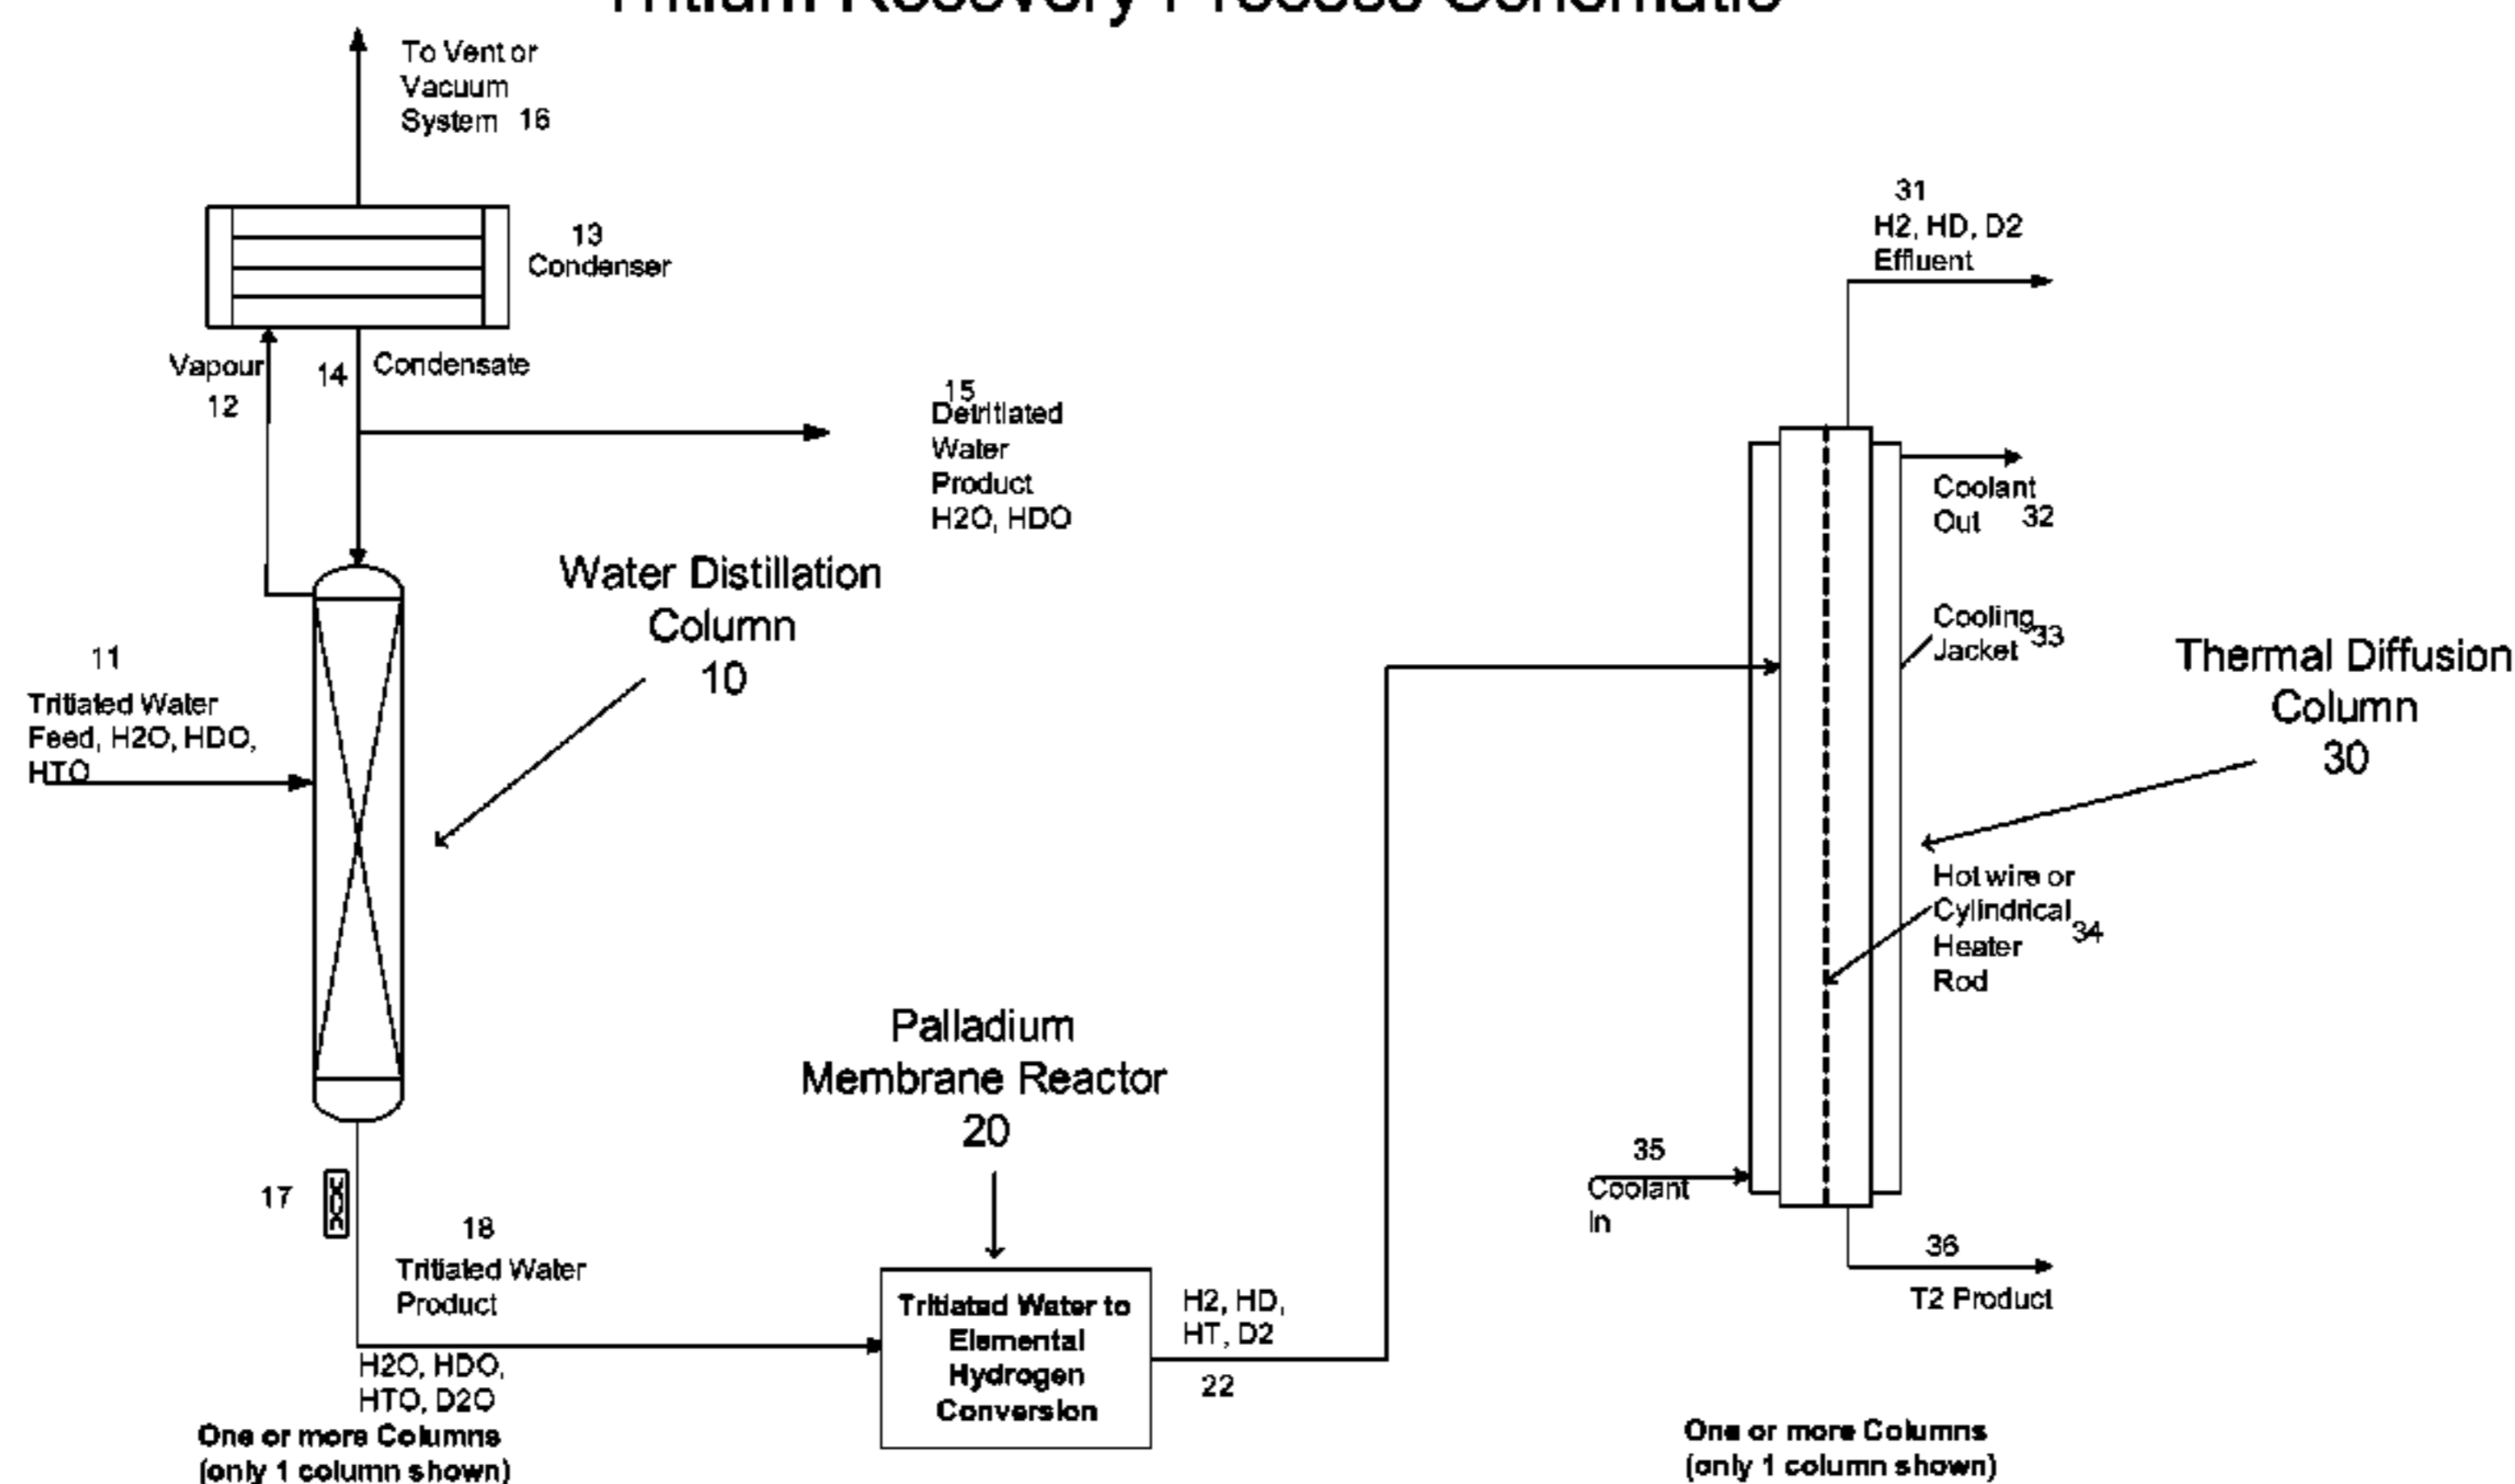 Tritium Recovery Process Schematic
To Vent or
Vacuum
System 16
13
Condenser
Vapour
12
14 Condensate
15
Detritiated
Water
Product
H2O, HDO
Water Distillation
Column
10
11
Tritiated Water
Feed, H2O, HDO,
HTO
17
18
Tritiated Water
Product
H2O, HDO,
HTO, D2O
One or more Columns
(only 1 column shown)
Palladium
Membrane Reactor
20
Tritiated Water to
Elemental
Hydrogen
Conversion
H2, HD,
HT, D2
22
31
H2, HD, D2
Effluent
Coolant
Out 32
Cooling
Jacket 33
Thermal Diffusion
Column
30
Hot wire or
Cylindrical 34
Heater
Rod
35
Coolant
In
36
T2 Product
One or more Columns
(only 1 column shown)